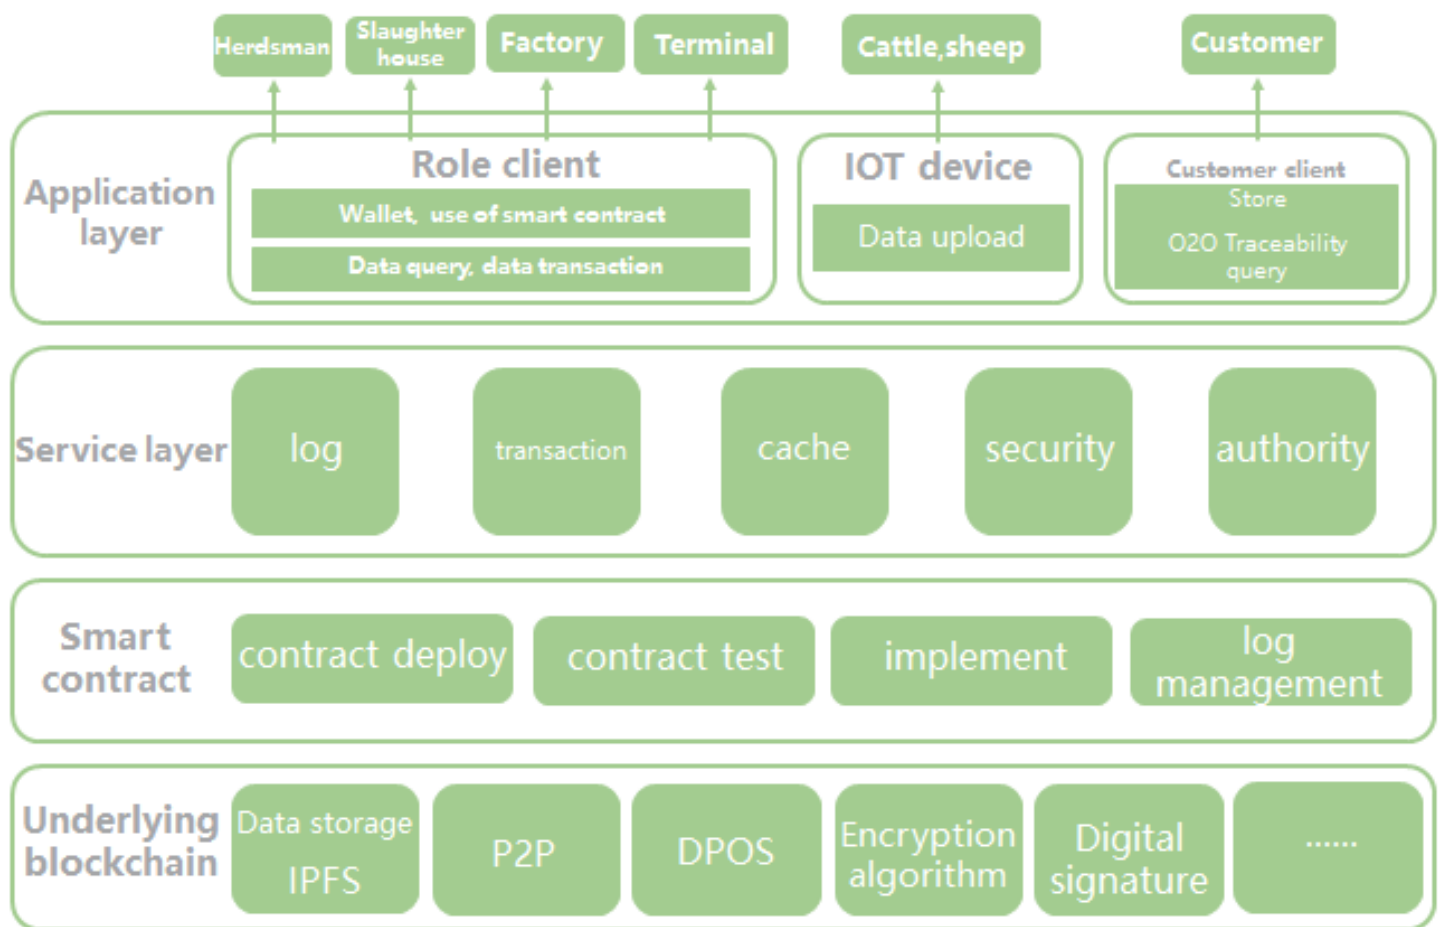 Herdsman
Slaughter
house
Factory
Terminal
Cattle,sheep
Customer
Application
layer
Role client
Wallet, use of smart contract
Data query, data transaction
IOT device
Data upload
Customer client
Store
O2O Traceability
query
Service layer
log
transaction
cache
security
authority
Smart
contract
contract deploy
contract test
implement
log
management
Underlying
blockchain
Data storage
IPFS
P2P
DPOS
Encryption
algorithm
Digital
signature
......